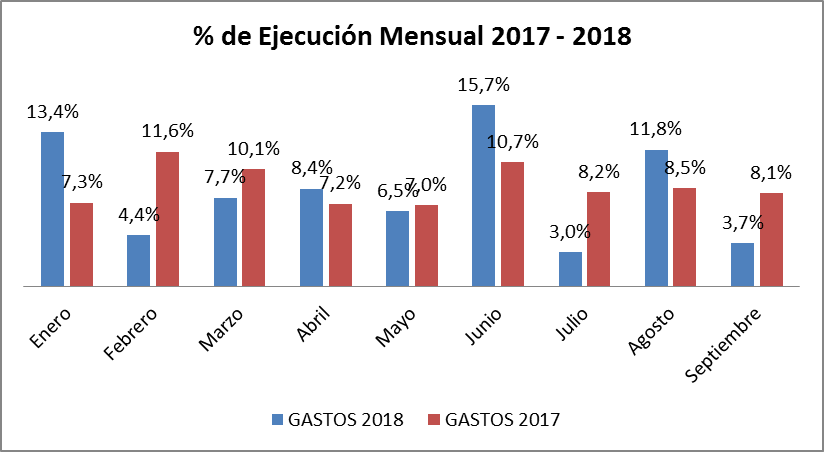 % de Ejecución Mensual 2017 - 2018
13,4%
7,3%
4,4%
11,6%
7,7%
10,1%
8,4%
7,2%
6,5%
7,0%
15,7%
10,7%
3,0%
8,2%
11,8%
8,5%
3,7%
8,1%
Enero
Febrero
Marzo
Abril
Mayo
Junio
Julio
Agosto
Septiembre
GASTOS 2018
GASTOS 2017